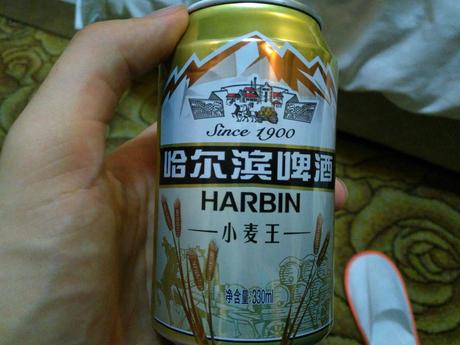 Since 1900
哈尔滨啤酒
HARBIN
小麦王
净含量:330ml